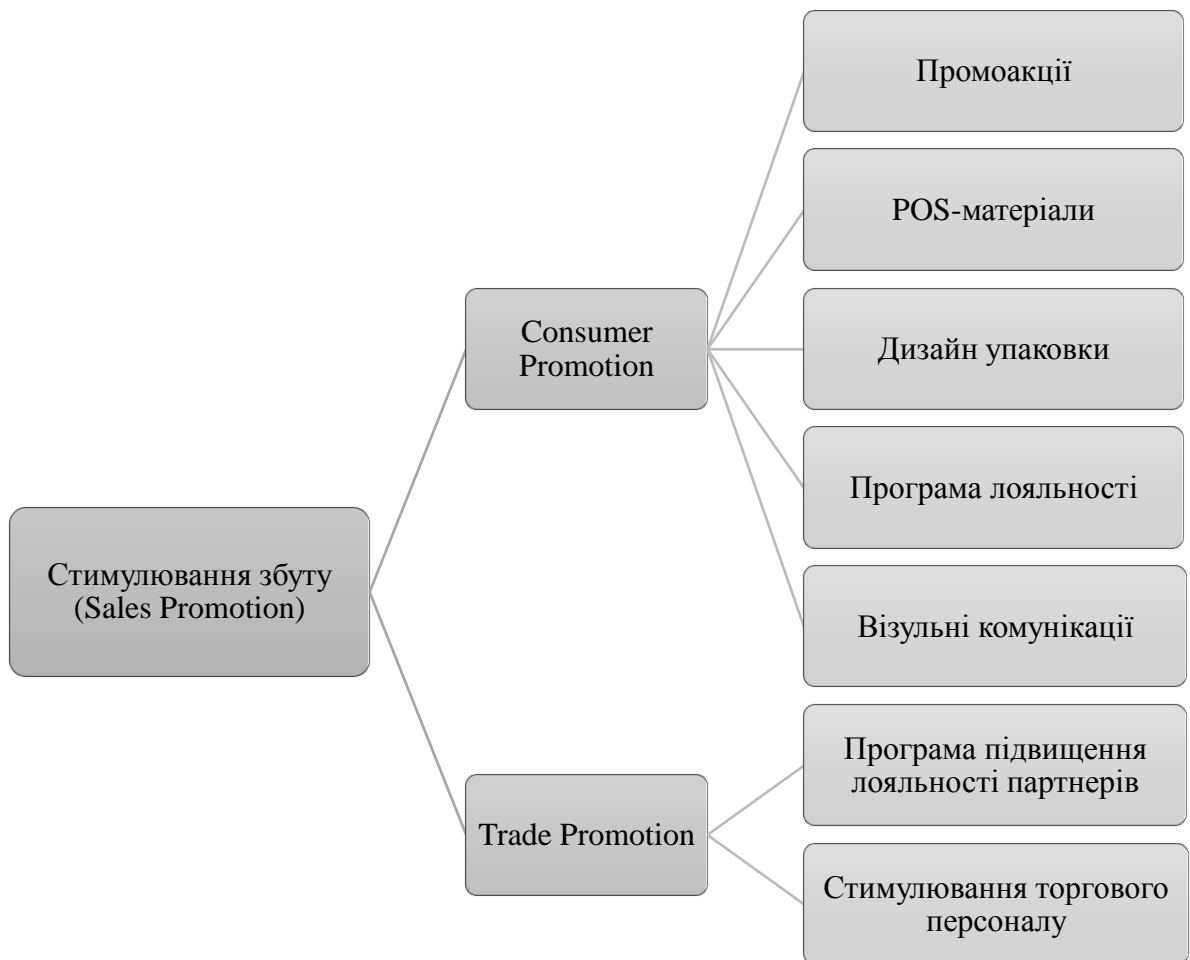 Промоакції
POS-матеріали
Дизайн упаковки
Consumer
Promotion
Програма лояльності
Стимулювання збуту
(Sales Promotion)
Візульні комунікації
Програма підвищення
лояльності партнерів
Trade Promotion
Стимулювання торгового
персоналу